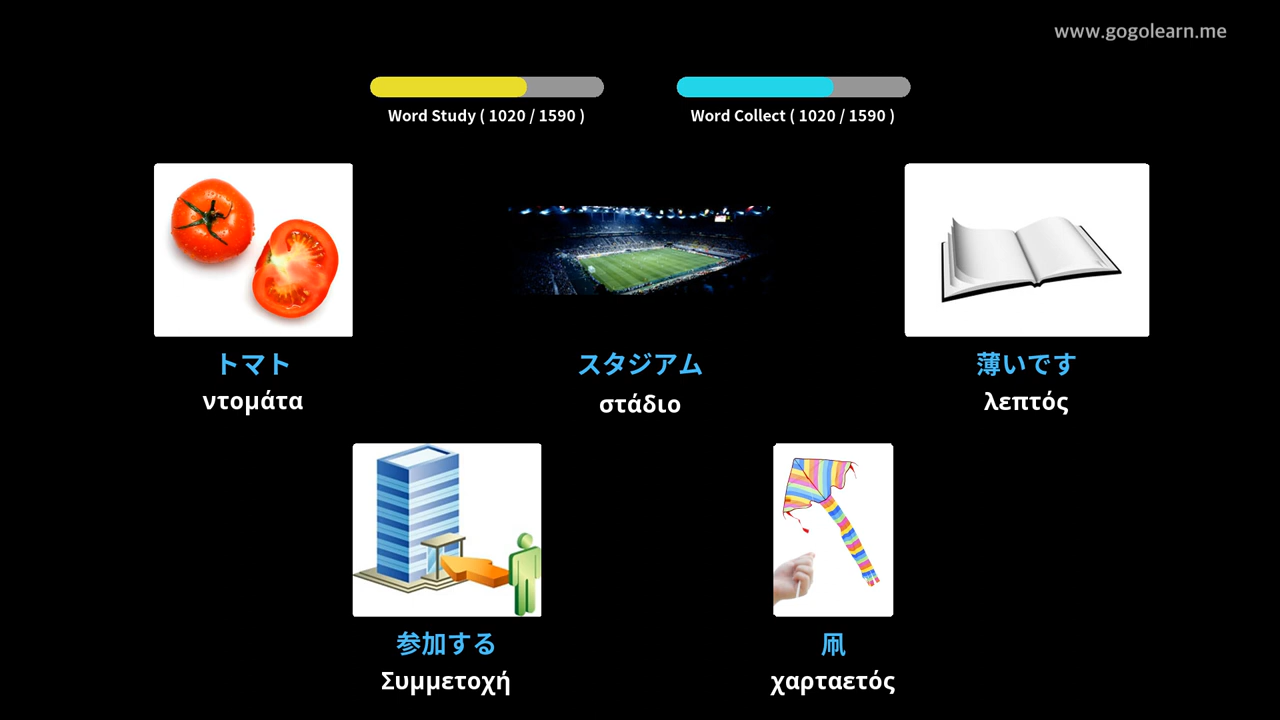 www.gogolearn.me
Word Study ( 1020 / 1590 )
Word Collect ( 1020 / 1590 )
トマト
ντομάτα
スタジアム
στάδιο
薄いです
λεπτός
参加する
Συμμετοχή
凧
χαρταετός